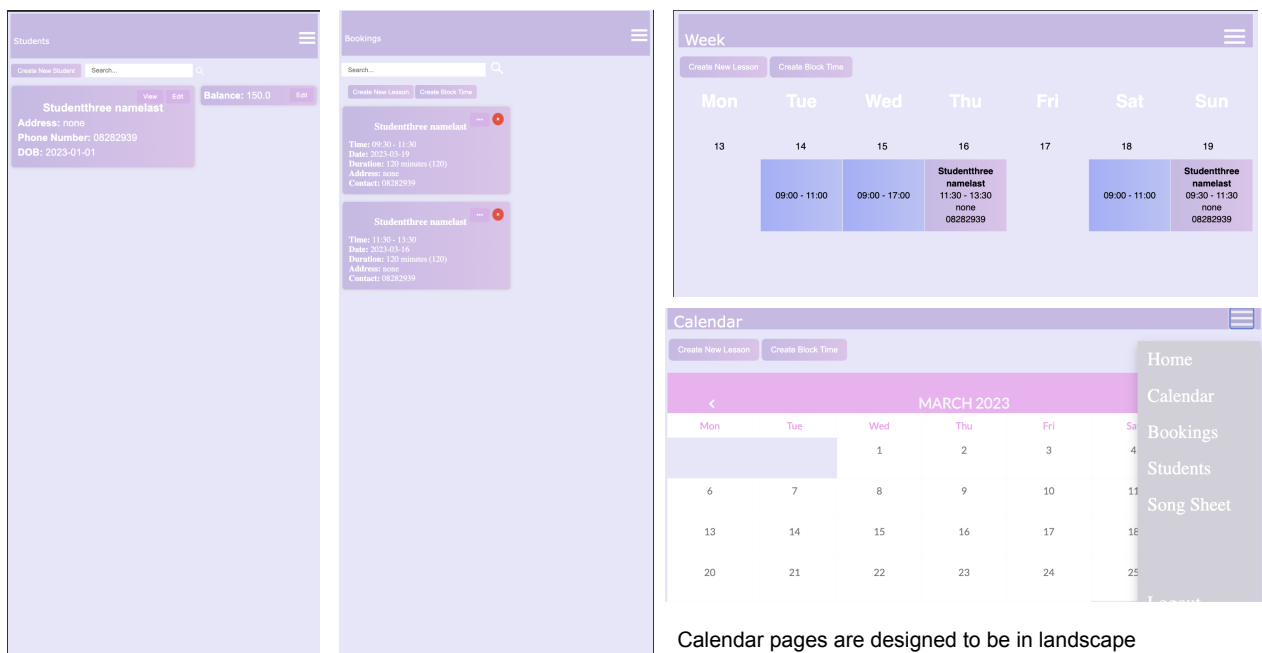 Students
Create New Student
Search...
View
Edit
Studentthree namelast
Address: none
Phone Number: 08282939
DOB: 2023-01-01
Balance: 150.0
Edit
Bookings
Search...
Create New Lesson
Create Block Time
...
Studentthree namelast
Time: 09:30 - 11:30
Date: 2023-03-19
Duration: 120 minutes (120)
Address: none
Contact: 08282939
...
Studentthree namelast
Time: 11:30 - 13:30
Date: 2023-03-16
Duration: 120 minutes (120)
Address: none
Contact: 08282939
Week
Create New Lesson
Create Block Time
Mon Tue Wed Thu Fri Sat Sun
13 14 15 16 17 18 19
09:00 - 11:00
09:00 - 17:00
Studentthree
namelast
11:30 - 13:30
none
08282939
09:00 - 11:00
Studentthree
namelast
09:30 - 11:30
none
08282939
Calendar
Create New Lesson
Create Block Time
< MARCH 2023
Mon Tue Wed Thu Fri Sa
1 2 3 4
6 7 8 9 10 11
13 14 15 16 17 18
20 21 22 23 24 25
Home
Calendar
Bookings
Students
Song Sheet
Logout
Calendar pages are designed to be in landscape